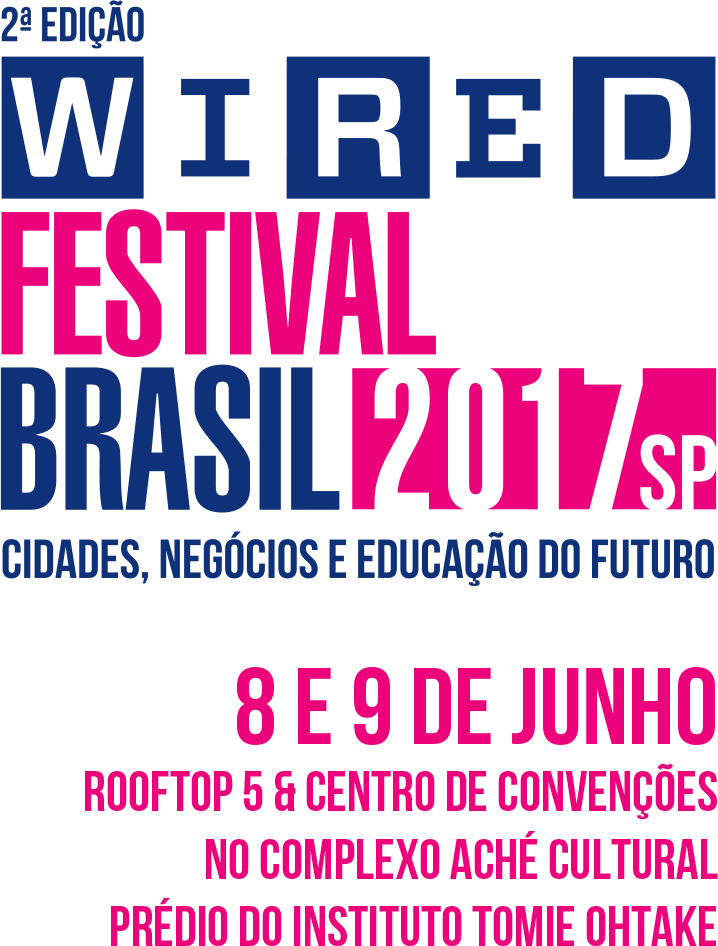 2ª EDIÇÃO
WIRED
FESTIVAL
BRASIL 2017 SP
CIDADES, NEGÓCIOS E EDUCAÇÃO DO FUTURO
8 E 9 DE JUNHO
ROOFTOP 5 & CENTRO DE CONVENÇÕES
NO COMPLEXO ACHÉ CULTURAL
PRÉDIO DO INSTITUTO TOMIE OHTAKE